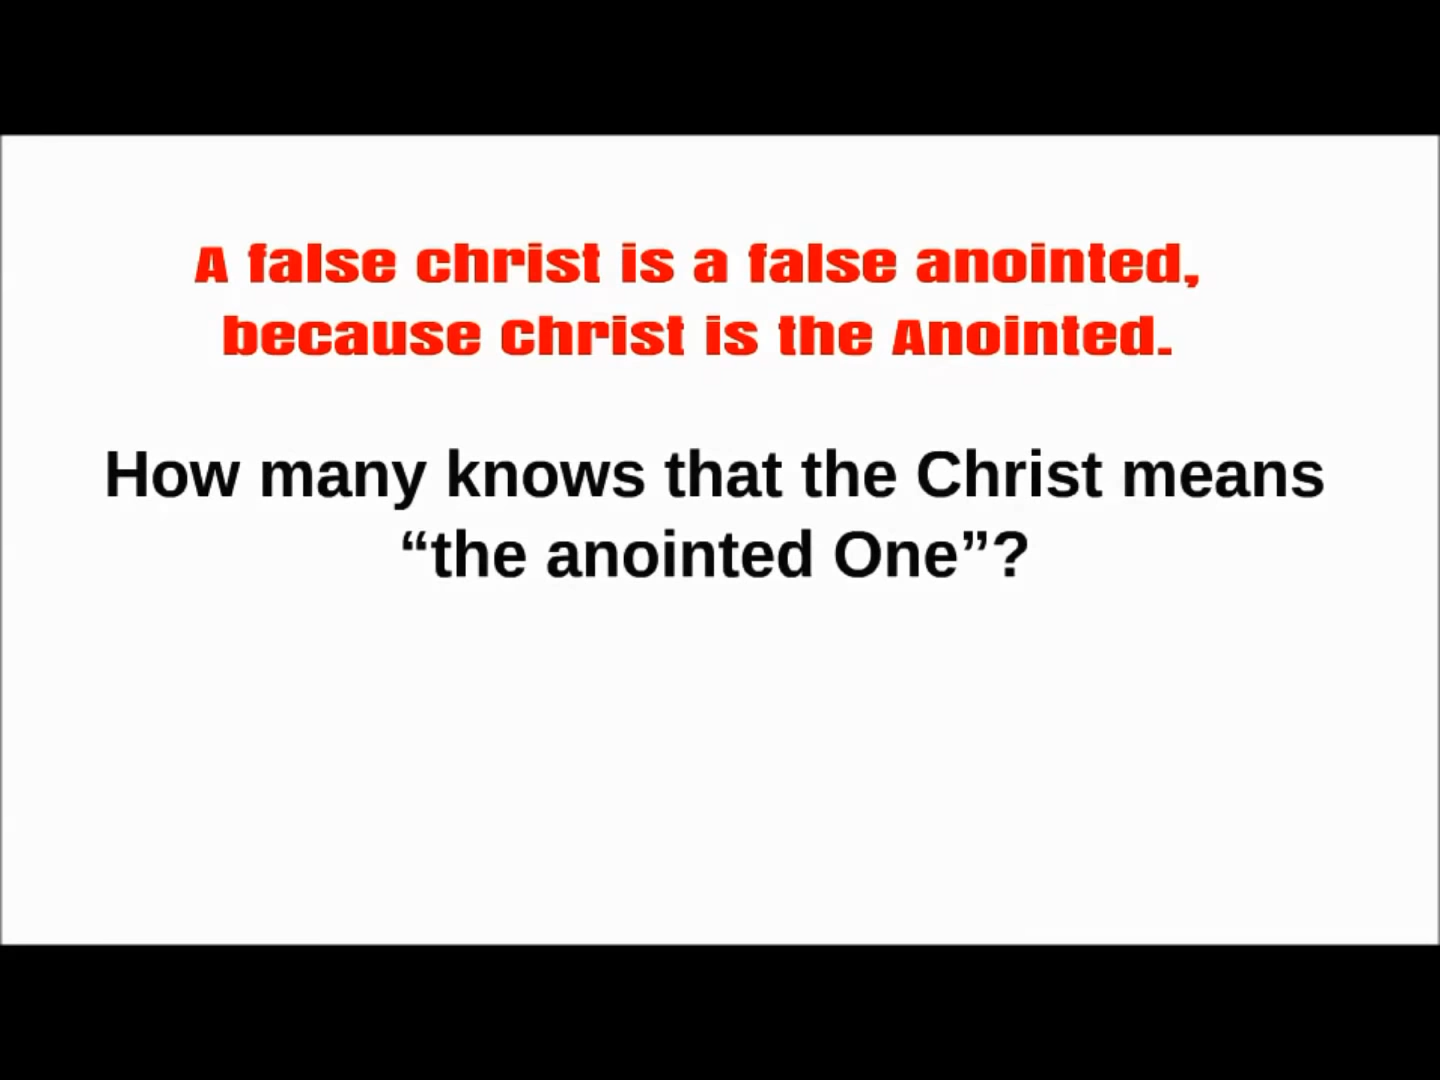 A false christ is a false anointed,
because Christ is the Anointed.
How many knows that the Christ means
“the anointed One”?